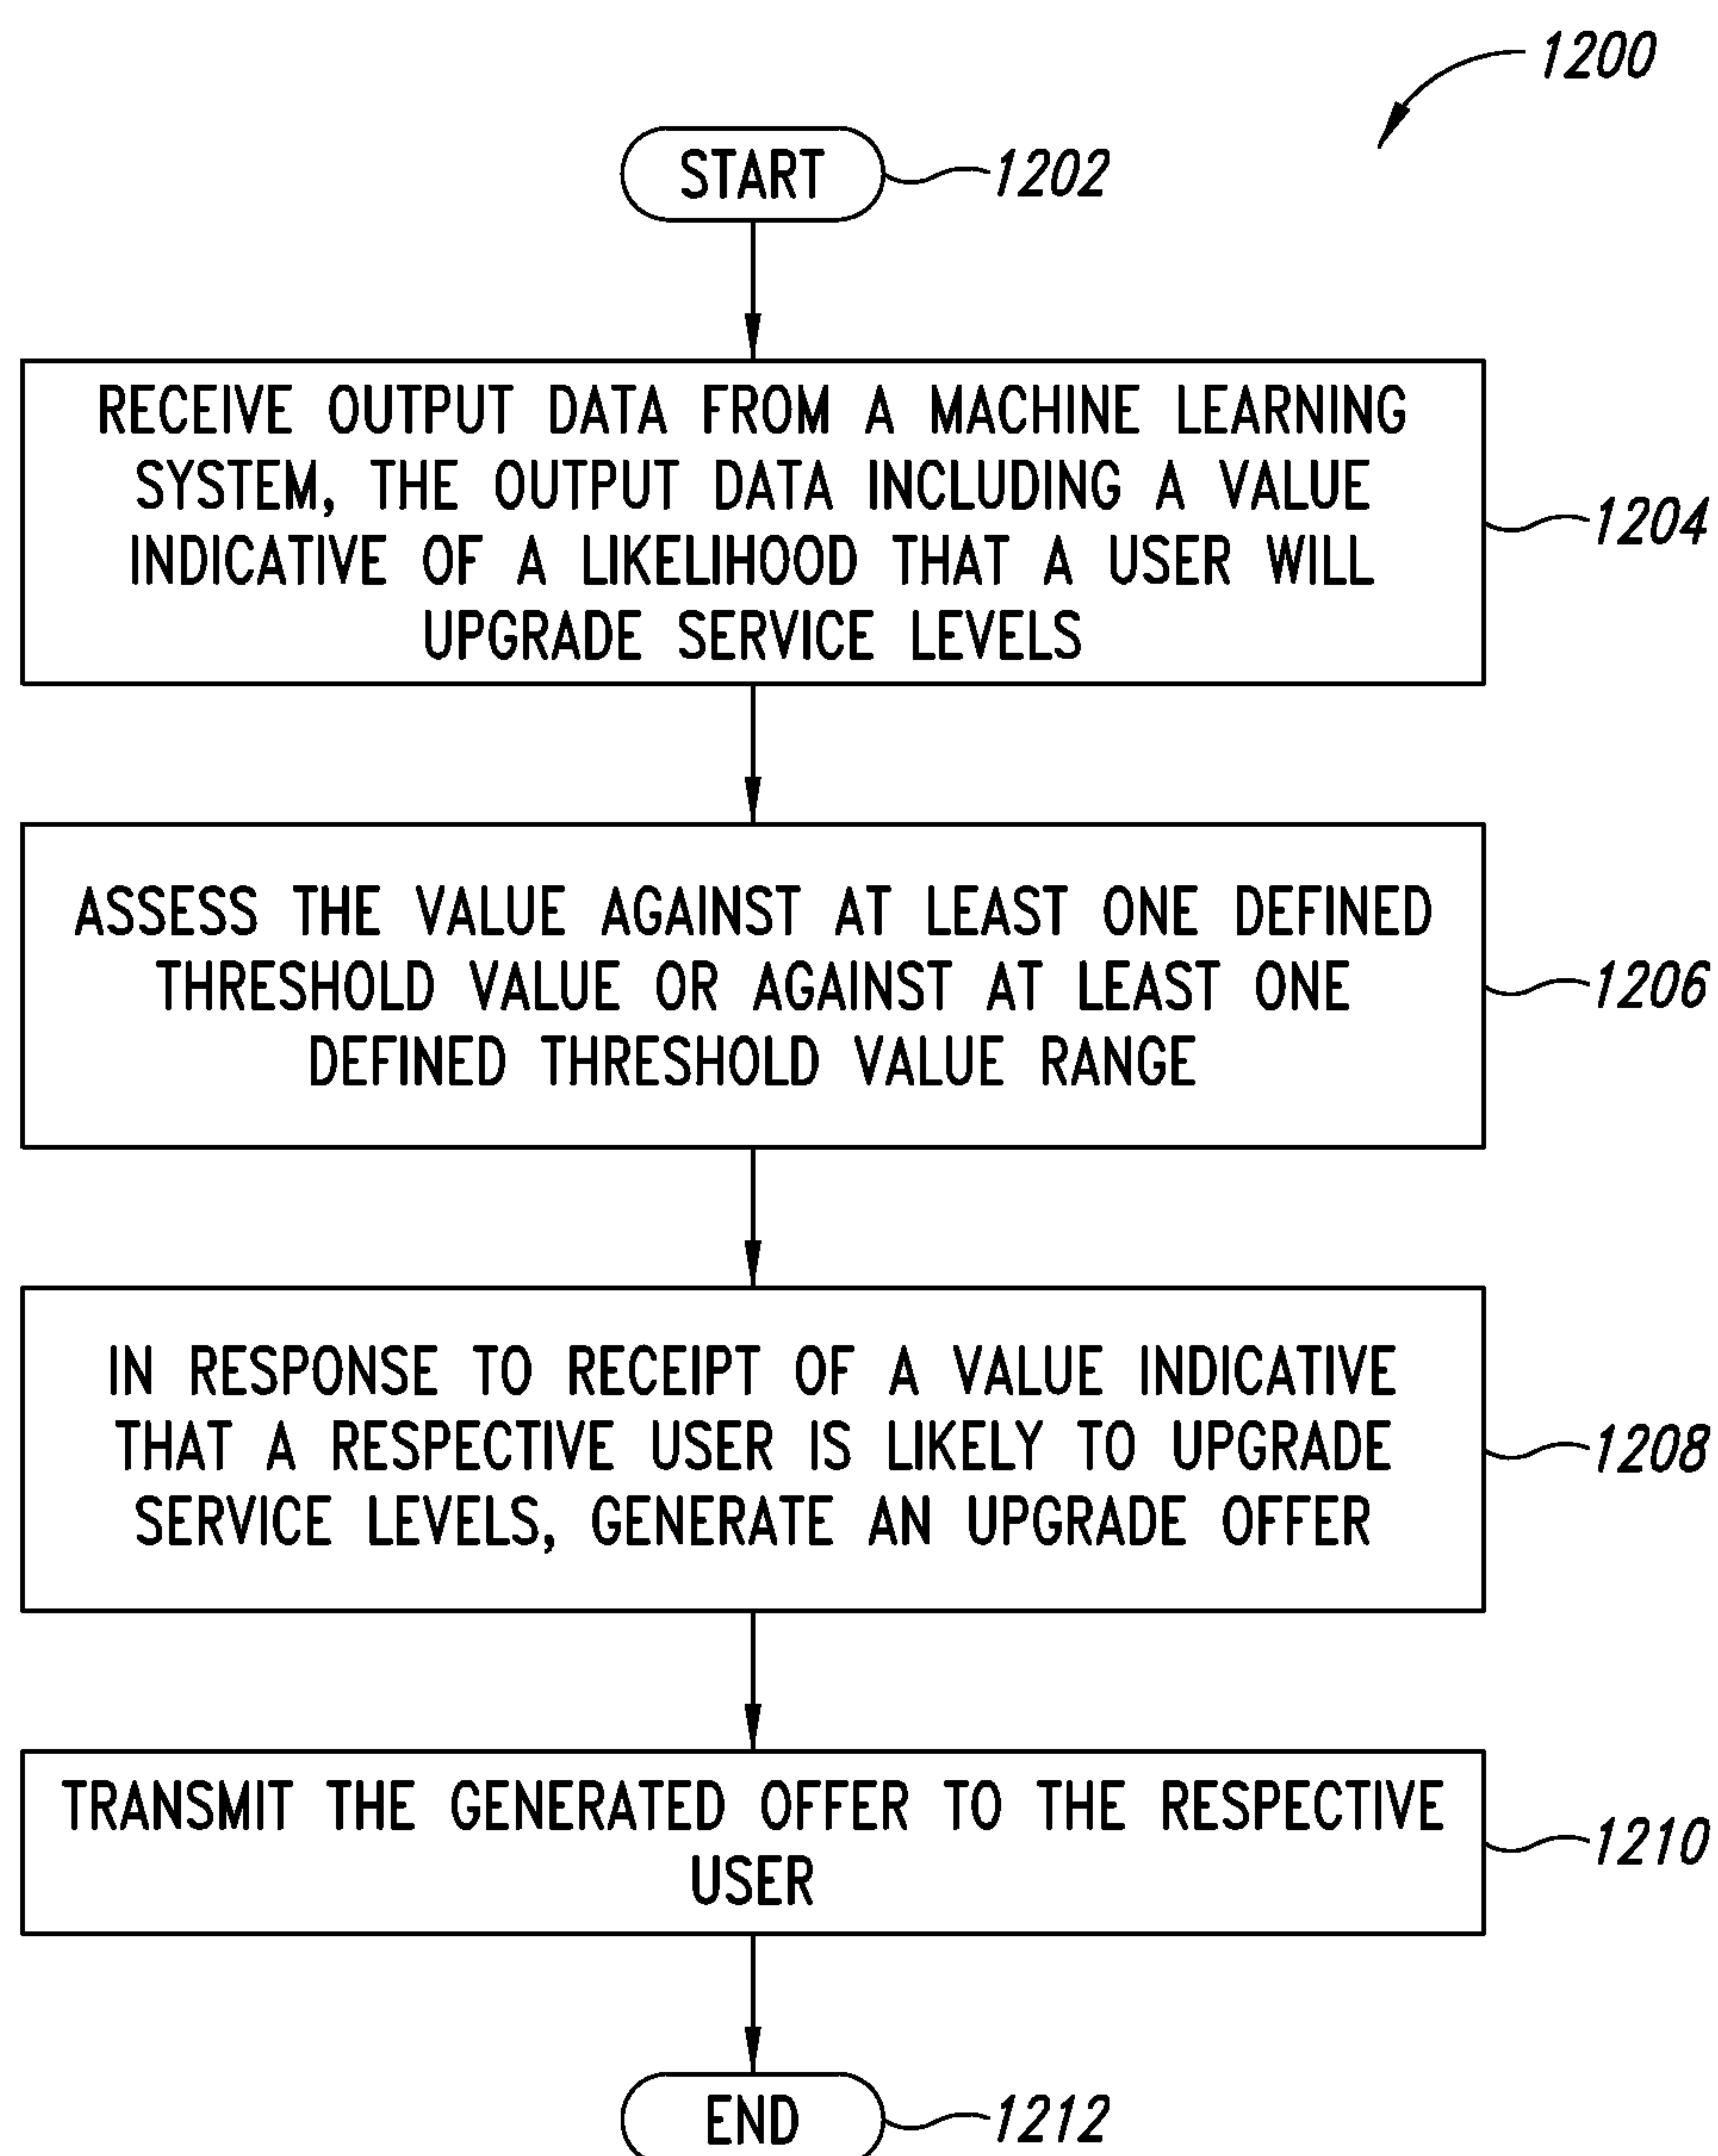 1200
START
1202
RECEIVE OUTPUT DATA FROM A MACHINE LEARNING
SYSTEM, THE OUTPUT DATA INCLUDING A VALUE
INDICATIVE OF A LIKELIHOOD THAT A USER WILL
UPGRADE SERVICE LEVELS
1204
ASSESS THE VALUE AGAINST AT LEAST ONE DEFINED
THRESHOLD VALUE OR AGAINST AT LEAST ONE
DEFINED THRESHOLD VALUE RANGE
1206
IN RESPONSE TO RECEIPT OF A VALUE INDICATIVE
THAT A RESPECTIVE USER IS LIKELY TO UPGRADE
SERVICE LEVELS, GENERATE AN UPGRADE OFFER
1208
TRANSMIT THE GENERATED OFFER TO THE RESPECTIVE
USER
1210
END
1212